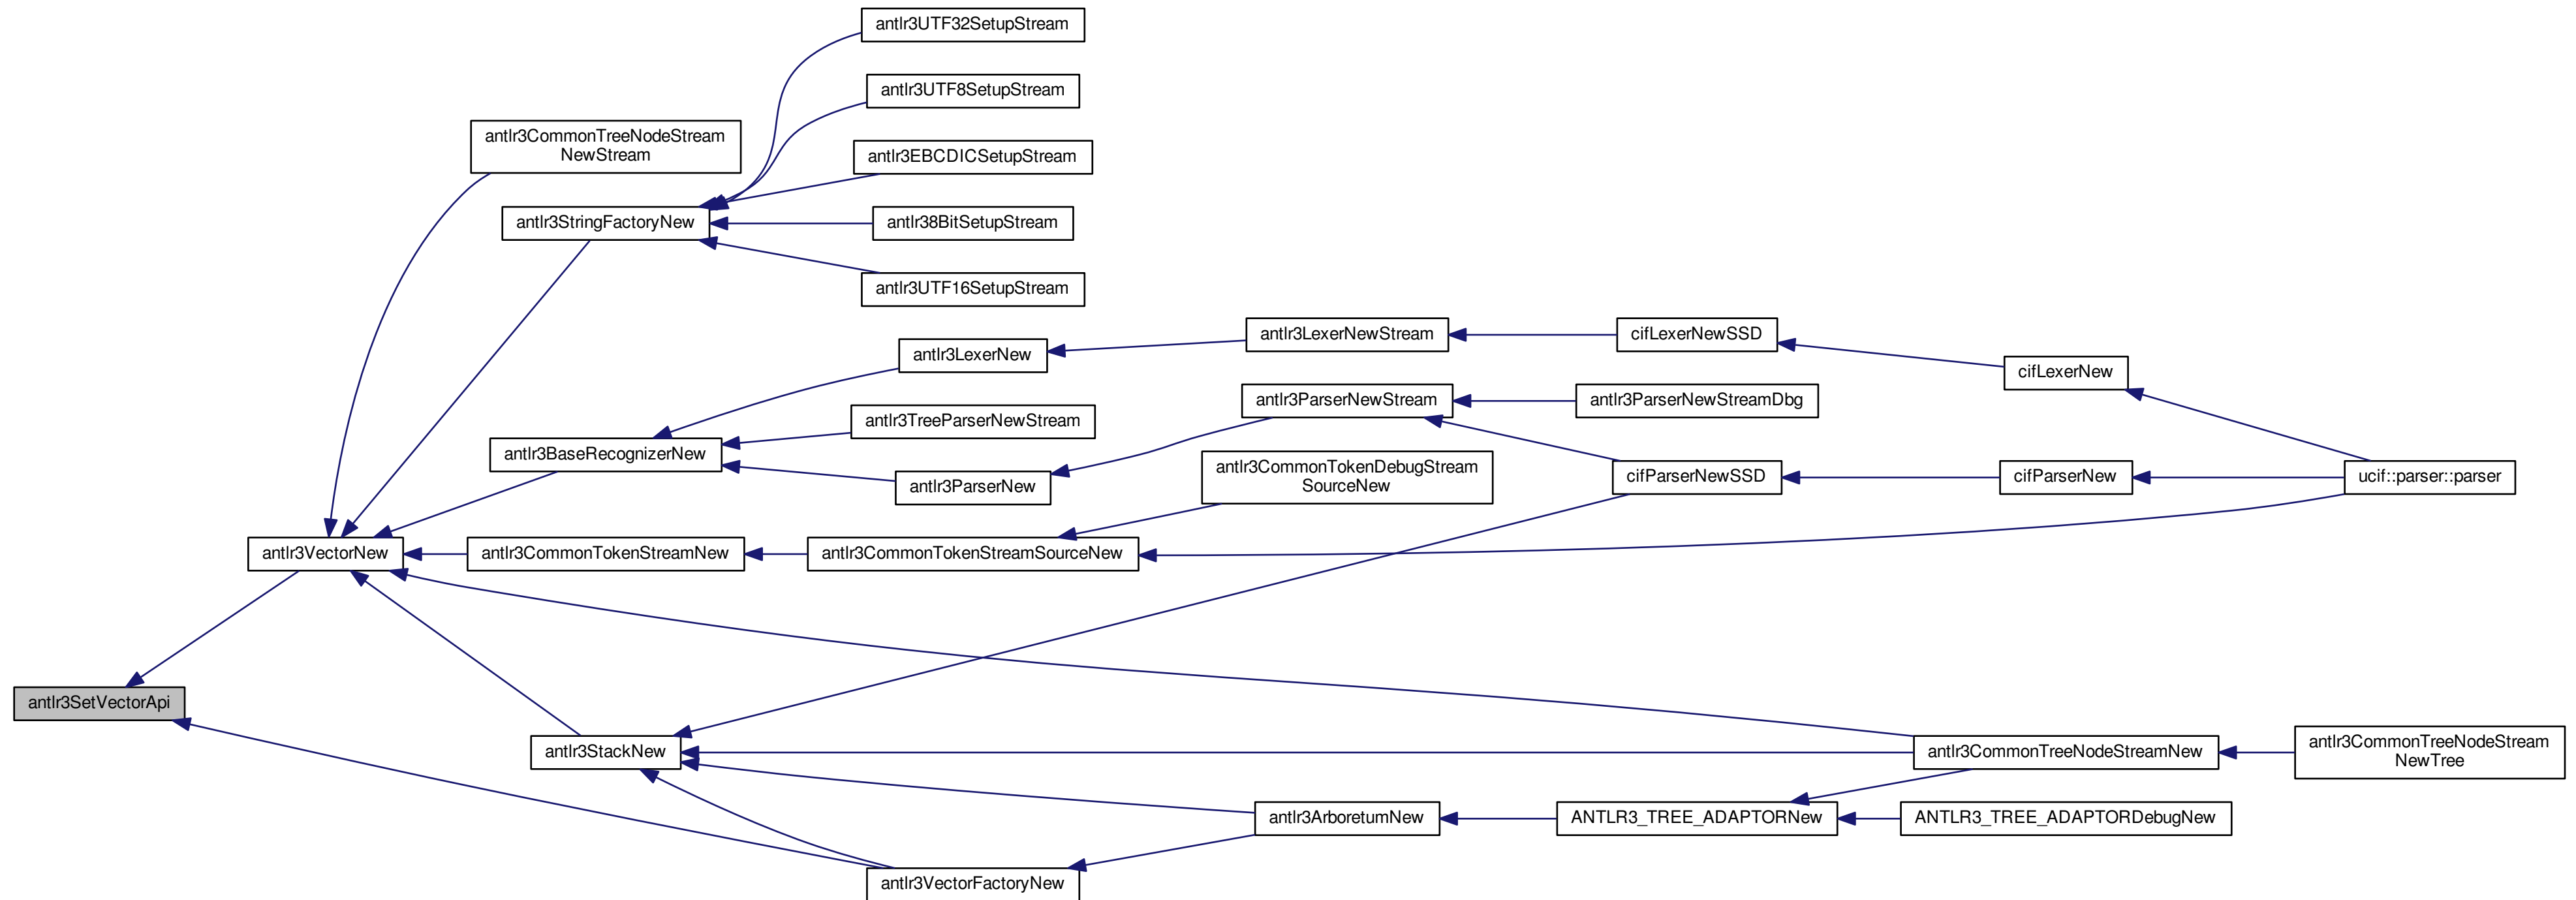 antlr3UTF32SetupStream
antlr3UTF8SetupStream
antlr3CommonTreeNodeStream
NewStream
antlr3EBCDICSetupStream
antlr3StringFactoryNew
antlr38BitSetupStream
antlr3UTF16SetupStream
antlr3LexerNew
antlr3LexerNewStream
cifLexerNewSSD
cifLexerNew
antlr3TreeParserNewStream
antlr3ParserNewStream
antlr3ParserNewStreamDbg
antlr3BaseRecognizerNew
antlr3ParserNew
antlr3CommonTokenDebugStream
SourceNew
cifParserNewSSD
cifParserNew
ucif::parser::parser
antlr3VectorNew
antlr3CommonTokenStreamNew
antlr3CommonTokenStreamSourceNew
antlr3SetVectorApi
antlr3StackNew
antlr3CommonTreeNodeStreamNew
antlr3CommonTreeNodeStream
NewTree
antlr3ArboretumNew
ANTLR3_TREE_ADAPTORNew
ANTLR3_TREE_ADAPTORDebugNew
antlr3VectorFactoryNew